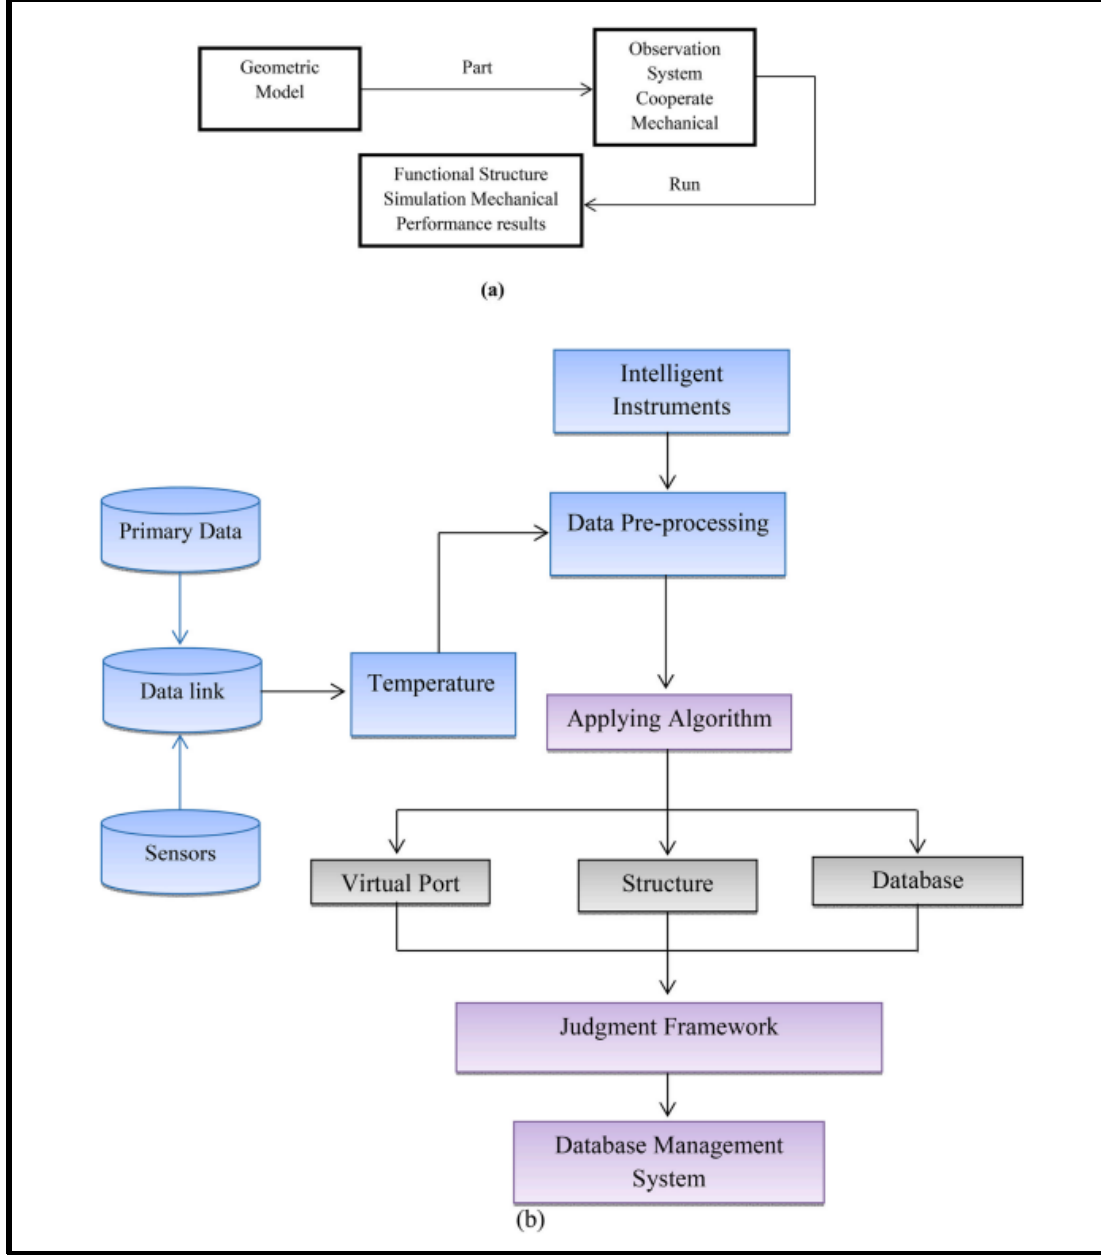 Geometric
Model
Part
Observation
System
Cooperate
Mechanical
Functional Structure
Simulation Mechanical
Performance results
Run
(a)
Intelligent
Instruments
Primary Data
Data Pre-processing
Data link
Temperature
Applying Algorithm
Sensors
Virtual Port
Structure
Database
Judgment Framework
Database Management
System
(b)